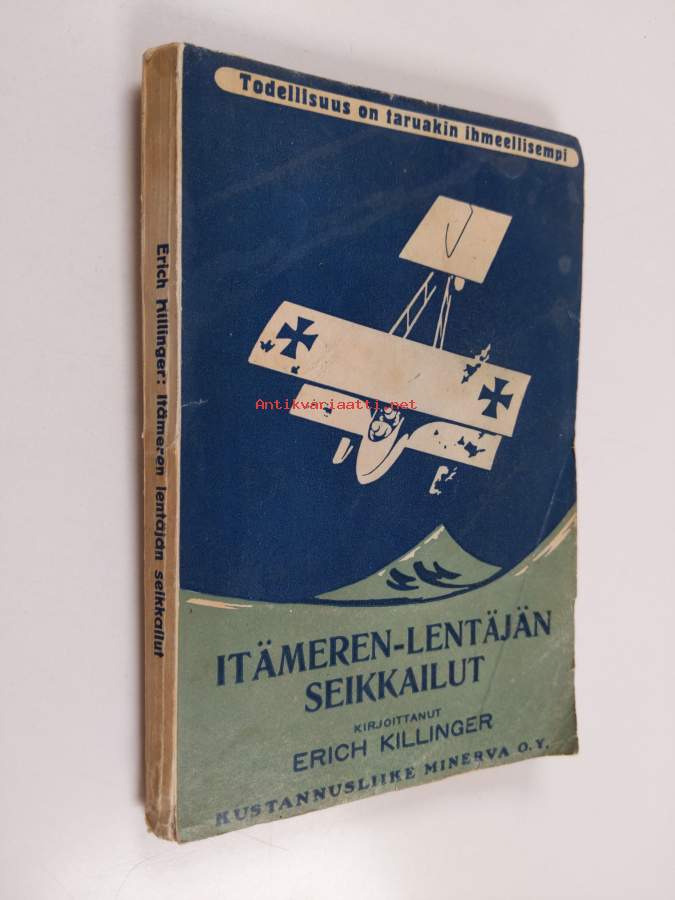 Todellisuus on taruakin ihmeellisempi
Erich Killinger: Itämeren lentäjän seikkailut
Antikvariaatti.net
ITÄMEREN-LENTÄJÄN
SEIKKAILUT
KIRJOITTANUT
ERICH KILLINGER
KUSTANNUSLIIKE MINERVA O.Y.